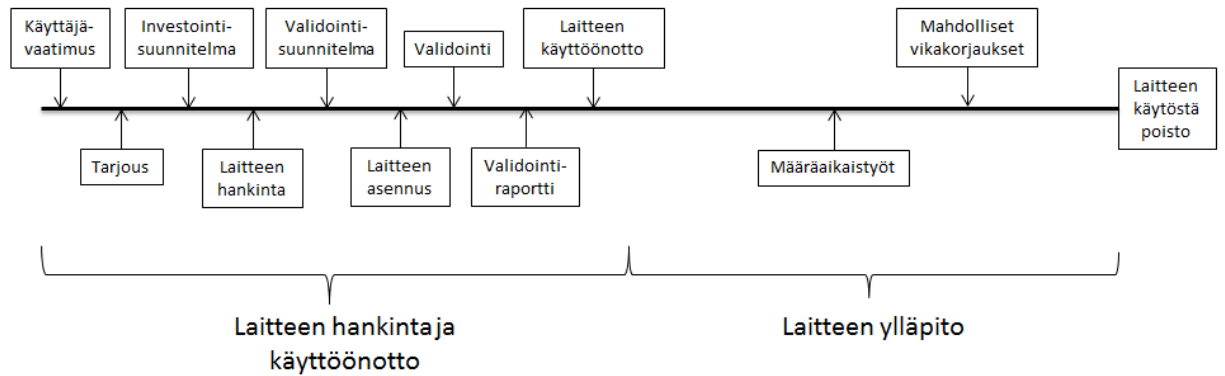 Käyttäjä-
vaatimus
Investointi-
suunnitelma
Validointi-
suunnitelma
Validointi
Laitteen
käyttöönotto
Mahdolliset
vikakorjaukset
Laitteen
käytöstä
poisto
Tarjous
Laitteen
hankinta
Laitteen
asennus
Validointi-
raportti
Määräaikaistyöt
Laitteen hankinta ja
käyttöönotto
Laitteen ylläpito